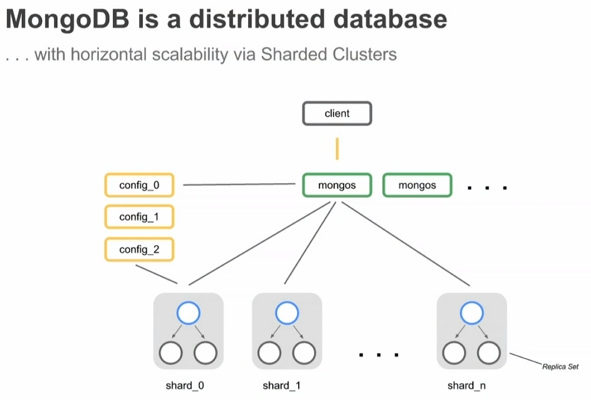 MongoDB is a distributed database
. . . with horizontal scalability via Sharded Clusters
client
config_0
mongos
mongos
. . .
config_1
config_2
. . .
Replica Set
shard_0
shard_1
shard_n